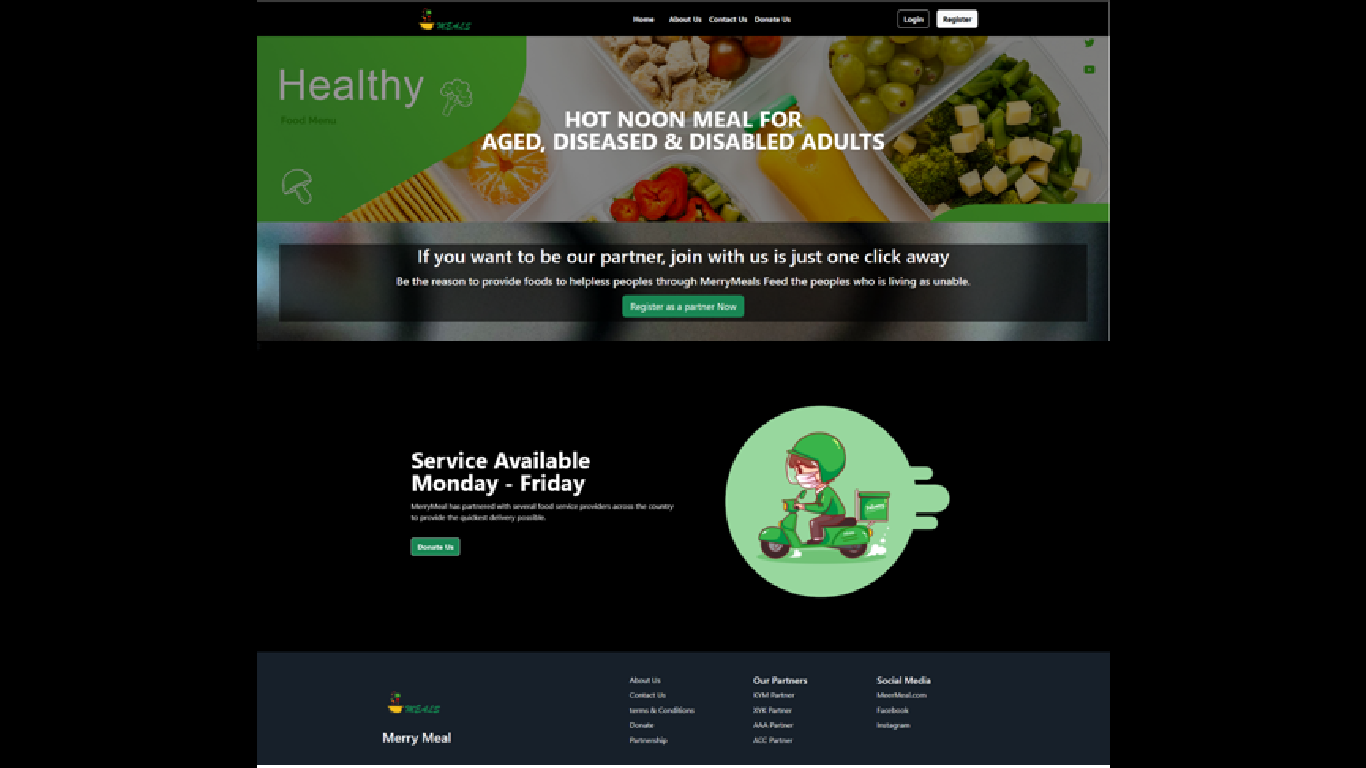 MEALS
Home About Us Contact Us Donate Us
Login Register
Healthy
Food Menu
HOT NOON MEAL FOR
AGED, DISEASED & DISABLED ADULTS
If you want to be our partner, join with us is just one click away
Be the reason to provide foods to helpless peoples through MerryMeals Feed the peoples who is living as unable.
Register as a partner Now
Service Available
Monday - Friday
MerryMeal has partnered with several food service providers across the country
to provide the quickest delivery possible.
Donate Us
MEALS
Merry Meal
About Us
Contact Us
terms & Conditions
Donate
Partnership
Our Partners
KYM Partner
XYK Partner
AAA Partner
ACC Partner
Social Media
MeerMeal.com
Facebook
Instagram